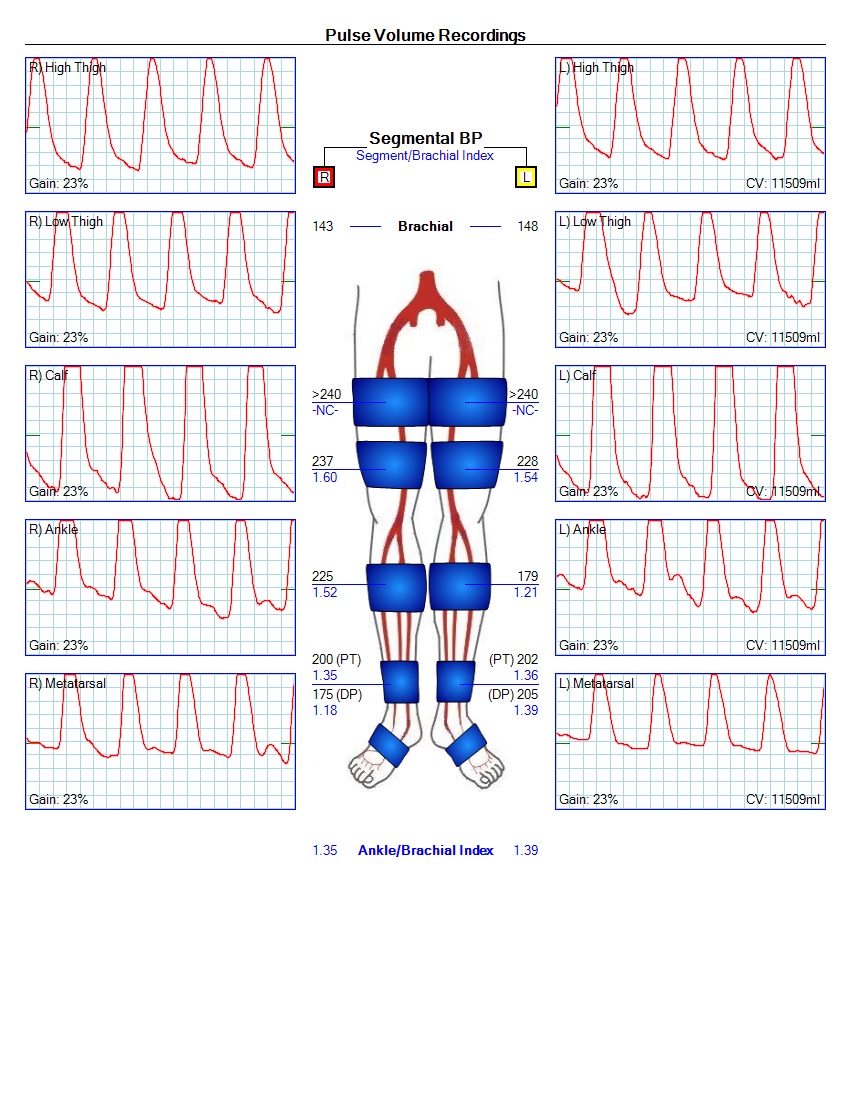 Pulse Volume Recordings
R) High Thigh
Gain: 23%
R) Low Thigh
Gain: 23%
R) Calf
Gain: 23%
R) Ankle
Gain: 23%
R) Metatarsal
Gain: 23%
Segmental BP
Segment/Brachial Index
R
L
143 Brachial 148
>240 >240
-NC- -NC-
237 228
1.60 1.54
225 179
1.52 1.21
200 (PT) (PT) 202
1.35 1.36
175 (DP) (DP) 205
1.18 1.39
1.35 Ankle/Brachial Index 1.39
L) High Thigh
Gain: 23% CV: 11509ml
L) Low Thigh
Gain: 23% CV: 11509ml
L) Calf
Gain: 23% CV: 11509ml
L) Ankle
Gain: 23% CV: 11509ml
L) Metatarsal
Gain: 23% CV: 11509ml